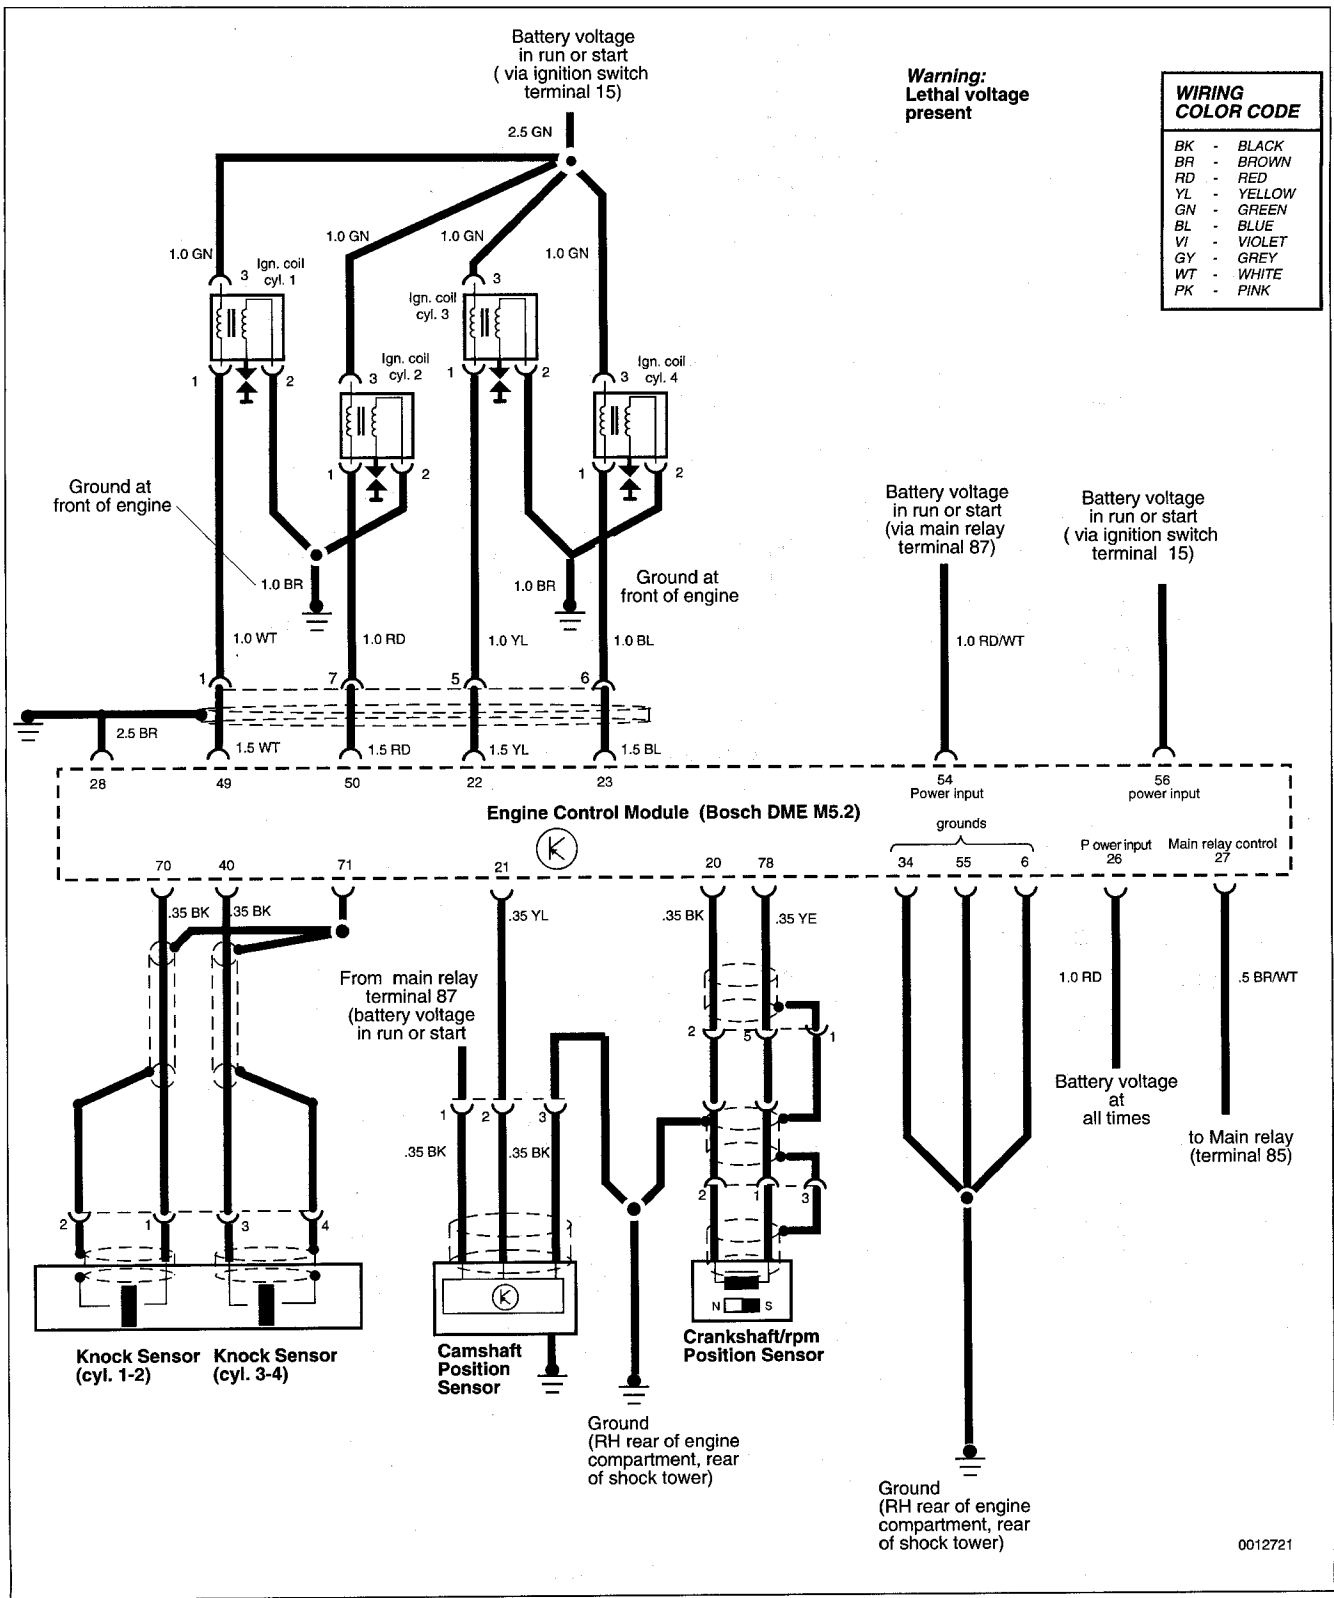 Battery voltage
in run or start
( via ignition switch
terminal 15)
Warning:
Lethal voltage
present
WIRING
COLOR CODE
BK - BLACK
BR - BROWN
RD - RED
YL - YELLOW
GN - GREEN
BL - BLUE
VI - VIOLET
GY - GREY
WT - WHITE
PK - PINK
2.5 GN
1.0 GN
1.0 GN
1.0 GN
1.0 GN
3
Ign. coil
cyl. 1
3
Ign. coil
cyl. 3
1
2
1
2
3
Ign. coil
cyl. 2
3
Ign. coil
cyl. 4
1
2
1
2
Ground at
front of engine
Battery voltage
in run or start
(via main relay
terminal 87)
Battery voltage
in run or start
( via ignition switch
terminal 15)
1.0 BR
1.0 BR
Ground at
front of engine
1.0 WT
1.0 RD
1.0 YL
1.0 BL
1.0 RD/WT
1
7
5
6
2.5 BR
1.5 WT
1.5 RD
1.5 YL
1.5 BL
28
49
50
22
23
54
Power input
56
power input
Engine Control Module (Bosch DME M5.2)
grounds
Power input
Main relay control
70
40
71
21
20
78
34
55
6
26
27
.35 BK
.35 BK
.35 YL
.35 BK
.35 YE
From main relay
terminal 87
(battery voltage
in run or start
1.0 RD
.5 BR/WT
2
5
1
Battery voltage
at
all times
1
2
3
to Main relay
(terminal 85)
.35 BK
.35 BK
2
1
3
2
1
3
4
N
S
Knock Sensor
(cyl. 1-2)
Knock Sensor
(cyl. 3-4)
Camshaft
Position
Sensor
Crankshaft/rpm
Position Sensor
Ground
(RH rear of engine
compartment, rear
of shock tower)
Ground
(RH rear of engine
compartment, rear
of shock tower)
0012721